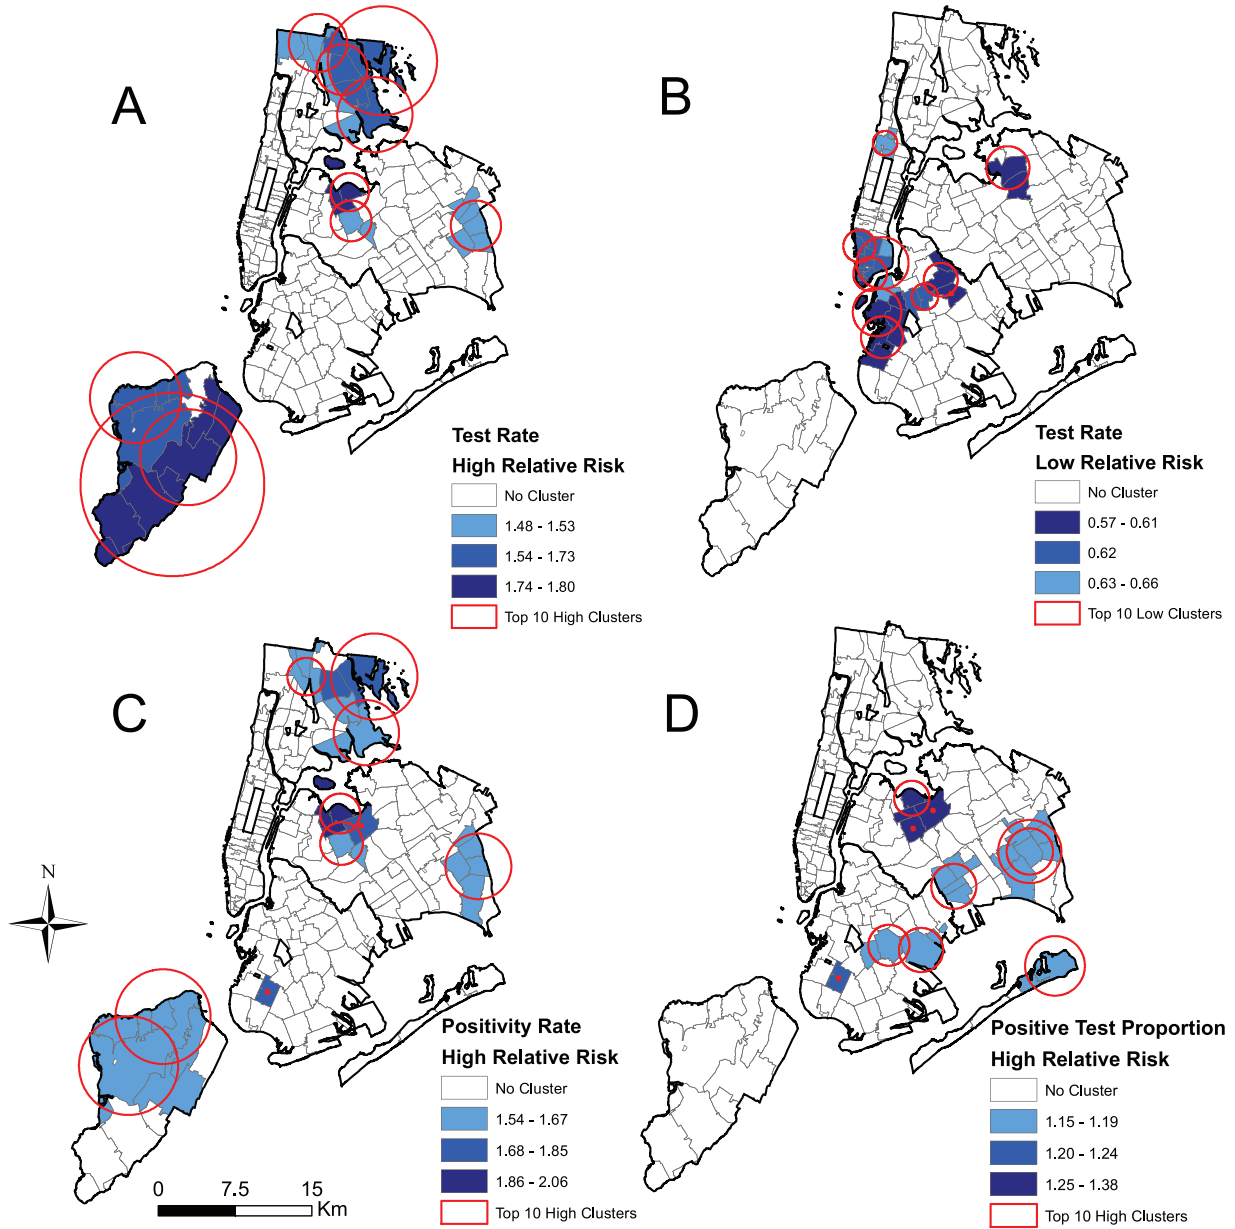 A
Test Rate
High Relative Risk
No Cluster
1.48 - 1.53
1.54 - 1.73
1.74 - 1.80
Top 10 High Clusters
B
Test Rate
Low Relative Risk
No Cluster
0.57 - 0.61
0.62
0.63 - 0.66
Top 10 Low Clusters
C
N
Positivity Rate
High Relative Risk
No Cluster
1.54 - 1.67
1.68 - 1.85
1.86 - 2.06
Top 10 High Clusters
0 7.5 15
Km
D
Positive Test Proportion
High Relative Risk
No Cluster
1.15 - 1.19
1.20 - 1.24
1.25 - 1.38
Top 10 High Clusters